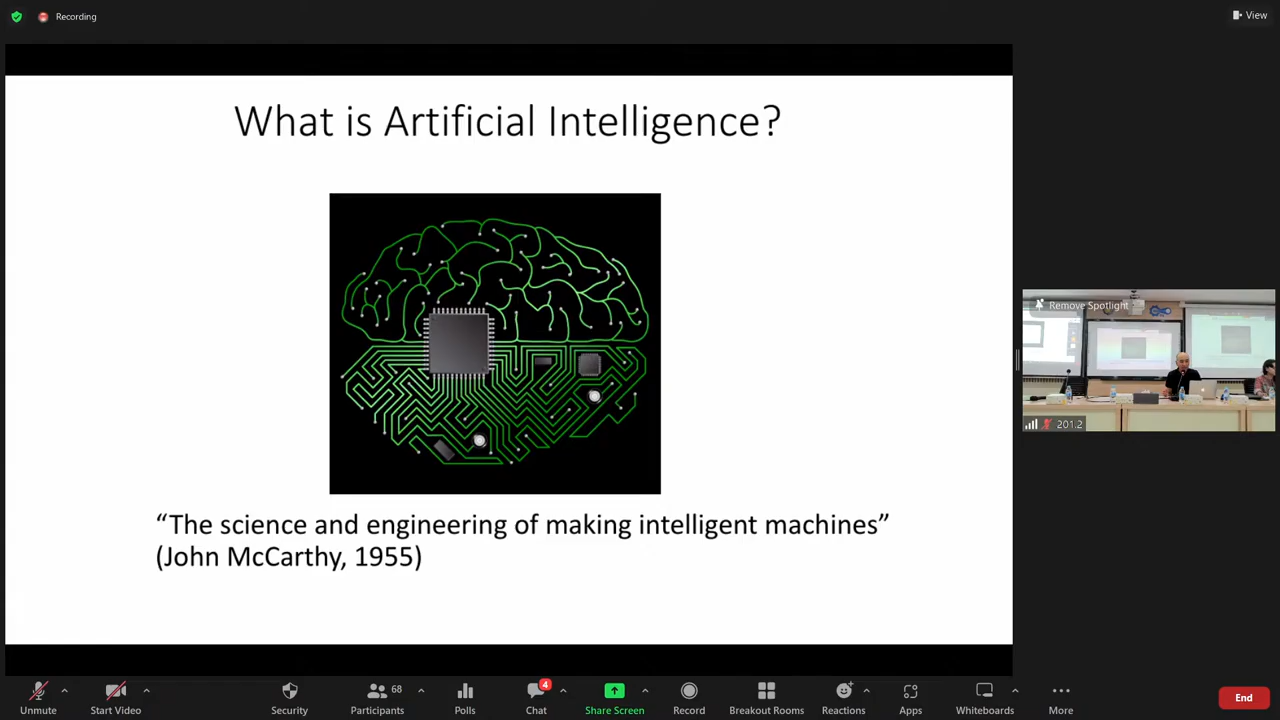 Recording
View
What is Artificial Intelligence?
“The science and engineering of making intelligent machines”
(John McCarthy, 1955)
Remove Spotlight
201.2
Unmute
Start Video
Security
68
Participants
Polls
4
Chat
Share Screen
Record
Breakout Rooms
Reactions
Apps
Whiteboards
More
End